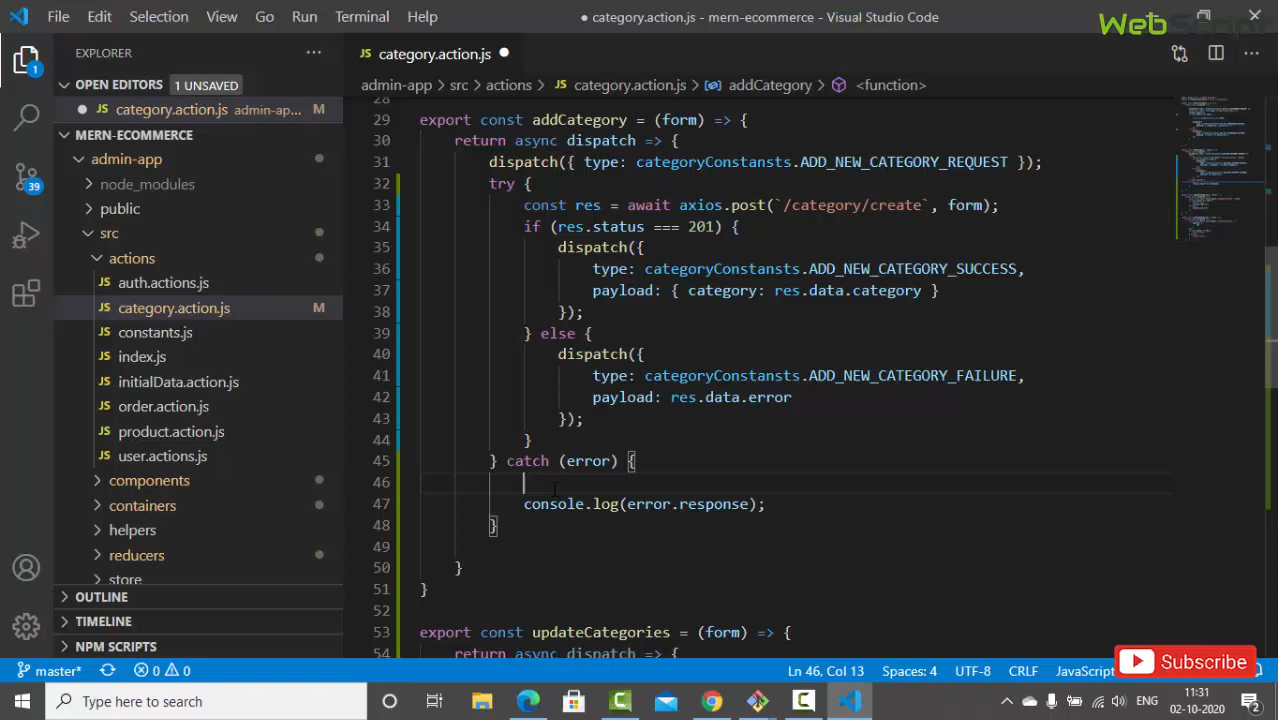 File Edit Selection View Go Run Terminal Help
● category.action.js - mern-ecommerce - Visual Studio Code
WebScript
EXPLORER
OPEN EDITORS 1 UNSAVED
JS category.action.js admin-ap... M
MERN-ECOMMERCE
admin-app
node_modules
public
src
actions
JS auth.actions.js
JS category.action.js M
JS constants.js
JS index.js
JS initialData.action.js
JS order.action.js
JS product.action.js
JS user.actions.js
components
containers
helpers
reducers
store
OUTLINE
TIMELINE
NPM SCRIPTS
1
39
JS category.action.js ●
admin-app > src > actions > JS category.action.js > addCategory > <function>
28
29 export const addCategory = (form) => {
30 return async dispatch => {
31 dispatch({ type: categoryConstansts.ADD_NEW_CATEGORY_REQUEST });
32 try {
33 const res = await axios.post(`/category/create`, form);
34 if (res.status === 201) {
35 dispatch({
36 type: categoryConstansts.ADD_NEW_CATEGORY_SUCCESS,
37 payload: { category: res.data.category }
38 });
39 } else {
40 dispatch({
41 type: categoryConstansts.ADD_NEW_CATEGORY_FAILURE,
42 payload: res.data.error
43 });
44 }
45 } catch (error) {
46
47 console.log(error.response);
48 }
49
50 }
51 }
52
53 export const updateCategories = (form) => {
54 return async dispatch => {
master* 0 0 Ln 46, Col 13 Spaces: 4 UTF-8 CRLF JavaScript
Subscribe
Type here to search
ENG
11:31
02-10-2020
2